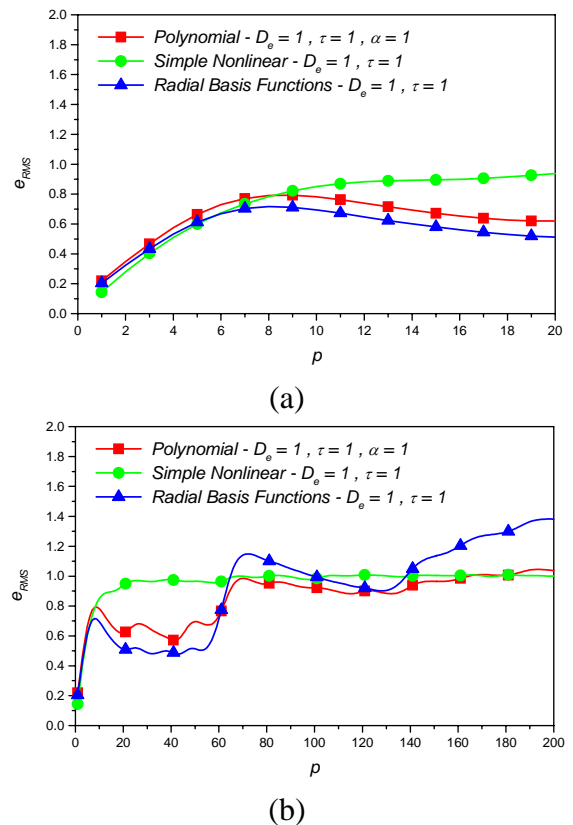 (a)
2.0
1.8
1.6
1.4
1.2
1.0
0.8
0.6
0.4
0.2
0.0
e_RMS
Polynomial - D_e = 1 , τ = 1 , α = 1
Simple Nonlinear - D_e = 1 , τ = 1
Radial Basis Functions - D_e = 1 , τ = 1
0 2 4 6 8 10 12 14 16 18 20
p
(a)
2.0
1.8
1.6
1.4
1.2
1.0
0.8
0.6
0.4
0.2
0.0
e_RMS
Polynomial - D_e = 1 , τ = 1 , α = 1
Simple Nonlinear - D_e = 1 , τ = 1
Radial Basis Functions - D_e = 1 , τ = 1
0 20 40 60 80 100 120 140 160 180 200
p
(b)